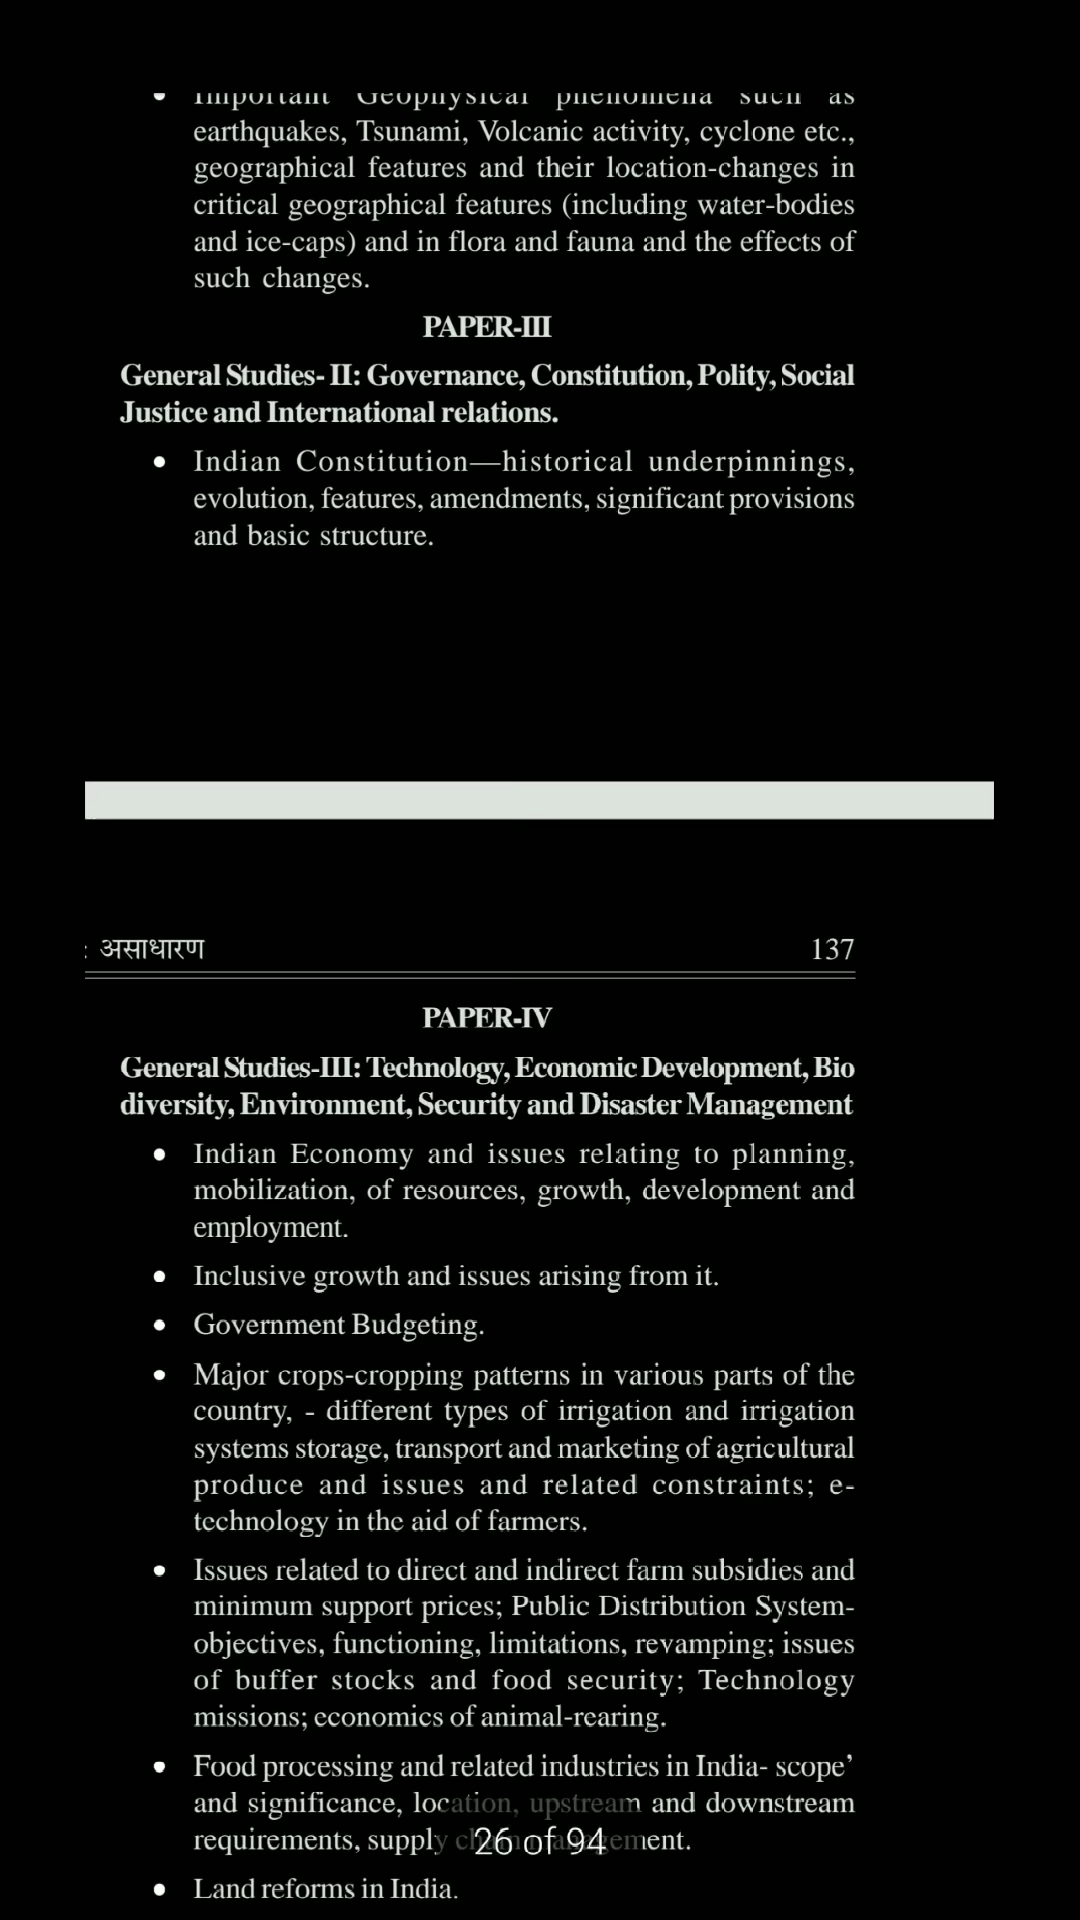 • Important Geophysical phenomena such as
earthquakes, Tsunami, Volcanic activity, cyclone etc.,
geographical features and their location-changes in
critical geographical features (including water-bodies
and ice-caps) and in flora and fauna and the effects of
such changes.
PAPER-III
General Studies- II: Governance, Constitution, Polity, Social
Justice and International relations.
• Indian Constitution—historical underpinnings,
evolution, features, amendments, significant provisions
and basic structure.
: असाधारण 137
PAPER-IV
General Studies-III: Technology, Economic Development, Bio
diversity, Environment, Security and Disaster Management
• Indian Economy and issues relating to planning,
mobilization, of resources, growth, development and
employment.
• Inclusive growth and issues arising from it.
• Government Budgeting.
• Major crops-cropping patterns in various parts of the
country, - different types of irrigation and irrigation
systems storage, transport and marketing of agricultural
produce and issues and related constraints; e-
technology in the aid of farmers.
• Issues related to direct and indirect farm subsidies and
minimum support prices; Public Distribution System-
objectives, functioning, limitations, revamping; issues
of buffer stocks and food security; Technology
missions; economics of animal-rearing.
• Food processing and related industries in India- scope’
and significance, location, upstream and downstream
requirements, supply chain management.
26 of 94
• Land reforms in India.